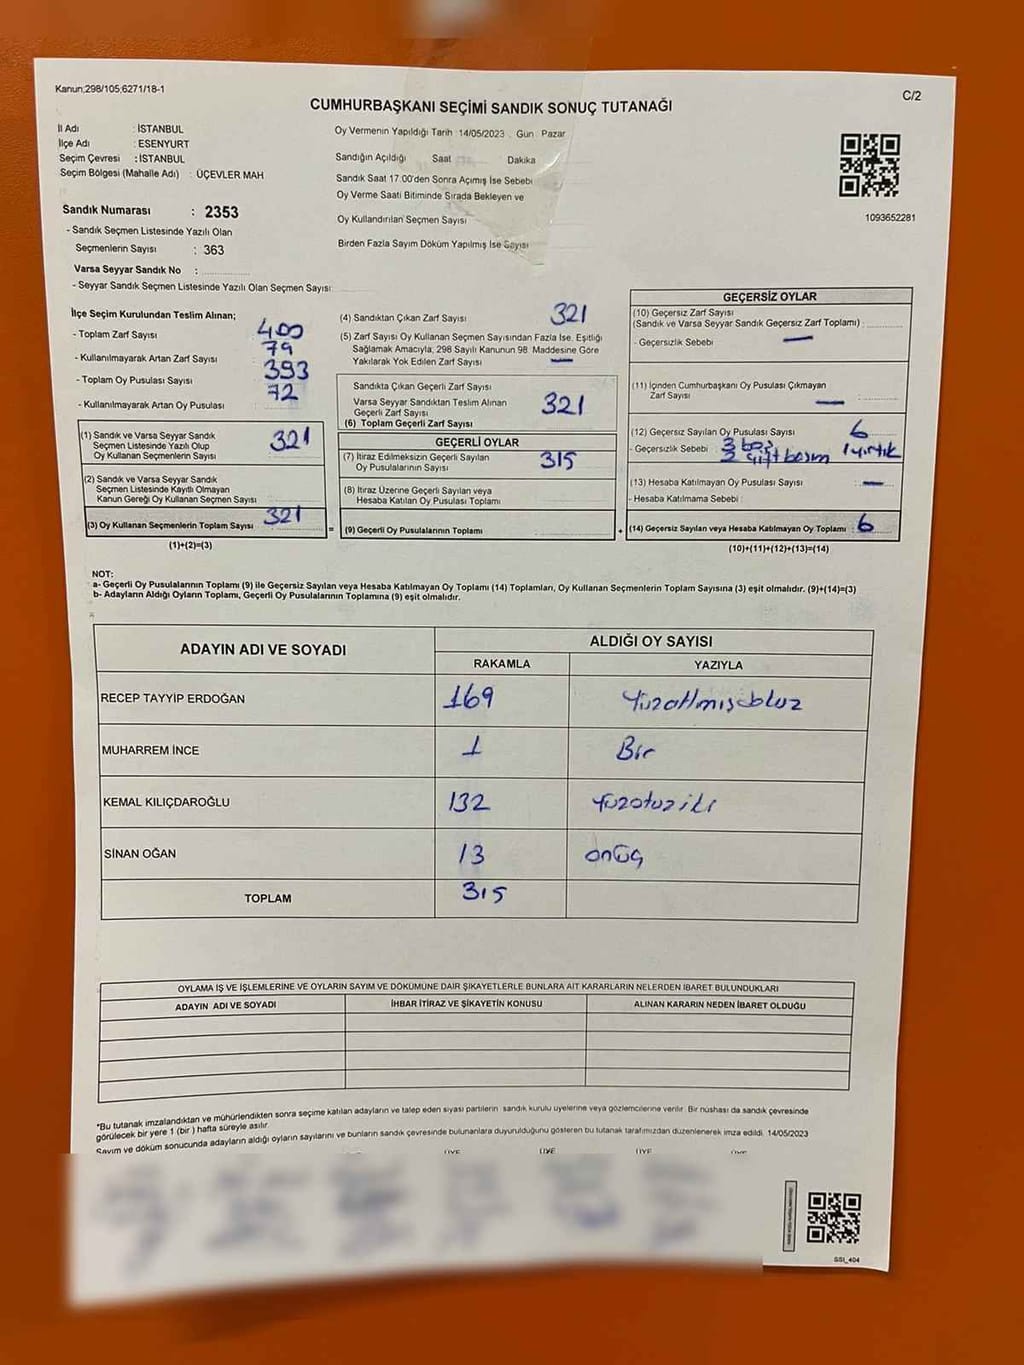 Kanun;298/105;6271/18-1
C/2
CUMHURBAŞKANI SEÇİMİ SANDIK SONUÇ TUTANAĞI
İl Adı : İSTANBUL
İlçe Adı : ESENYURT
Seçim Çevresi : İSTANBUL
Seçim Bölgesi (Mahalle Adı) : ÜÇEVLER MAH
Sandık Numarası : 2353
- Sandık Seçmen Listesinde Yazılı Olan
Seçmenlerin Sayısı : 363
Varsa Seyyar Sandık No :
- Seyyar Sandık Seçmen Listesinde Yazılı Olan Seçmen Sayısı:
Oy Vermenin Yapıldığı Tarih :14/05/2023 . Gün : Pazar
Sandığın Açıldığı Saat Dakika
Sandık Saat 17.00'den Sonra Açımış İse Sebebi
Oy Verme Saati Bitiminde Sırada Bekleyen ve
Oy Kullandırılan Seçmen Sayısı
Birden Fazla Sayım Döküm Yapılmış İse Sayısı
1093652281
İlçe Seçim Kurulundan Teslim Alınan;
- Toplam Zarf Sayısı 400
- Kullanılmayarak Artan Zarf Sayısı 79
- Toplam Oy Pusulası Sayısı 393
- Kullanılmayarak Artan Oy Pusulası 72
(1) Sandık ve Varsa Seyyar Sandık
Seçmen Listesinde Yazılı Olup
Oy Kullanan Seçmenlerin Sayısı 321
(2) Sandık ve Varsa Seyyar Sandık
Seçmen Listesinde Kayıtlı Olmayan
Kanun Gereği Oy Kullanan Seçmen Sayısı
(3) Oy Kullanan Seçmenlerin Toplam Sayısı 321
(1)+(2)=(3)
(4) Sandıktan Çıkan Zarf Sayısı 321
(5) Zarf Sayısı Oy Kullanan Seçmen Sayısından Fazla İse, Eşitliği
Sağlamak Amacıyla; 298 Sayılı Kanunun 98. Maddesine Göre
Yakılarak Yok Edilen Zarf Sayısı —
Sandıkta Çıkan Geçerli Zarf Sayısı
Varsa Seyyar Sandıktan Teslim Alınan
Geçerli Zarf Sayısı 321
(6) Toplam Geçerli Zarf Sayısı
GEÇERLİ OYLAR
(7) İtiraz Edilmeksizin Geçerli Sayılan
Oy Pusulalarının Sayısı 315
(8) İtiraz Üzerine Geçerli Sayılan veya
Hesaba Katılan Oy Pusulaları Toplamı
= (9) Geçerli Oy Pusulalarının Toplamı +
GEÇERSİZ OYLAR
(10) Geçersiz Zarf Sayısı
(Sandık ve Varsa Seyyar Sandık Geçersiz Zarf Toplamı) :
- Geçersizlik Sebebi —
(11) İçinden Cumhurbaşkanı Oy Pusulası Çıkmayan
Zarf Sayısı —
(12) Geçersiz Sayılan Oy Pusulası Sayısı 6
- Geçersizlik Sebebi : 3 boş 1 yırtık
2 çift basım
(13) Hesaba Katılmayan Oy Pusulası Sayısı : —
- Hesaba Katılmama Sebebi :
(14) Geçersiz Sayılan veya Hesaba Katılmayan Oy Toplamı : 6
(10)+(11)+(12)+(13)=(14)
NOT:
a- Geçerli Oy Pusulalarının Toplamı (9) ile Geçersiz Sayılan veya Hesaba Katılmayan Oy Toplamı (14) Toplamları, Oy Kullanan Seçmenlerin Toplam Sayısına (3) eşit olmalıdır. (9)+(14)=(3)
b- Adayların Aldığı Oyların Toplamı, Geçerli Oy Pusulalarının Toplamına (9) eşit olmalıdır.
ADAYIN ADI VE SOYADI
ALDIĞI OY SAYISI
RAKAMLA YAZIYLA
RECEP TAYYİP ERDOĞAN 169 Yüzatmışdokuz
MUHARREM İNCE 1 Bir
KEMAL KILIÇDAROĞLU 132 Yüzotuziki
SİNAN OĞAN 13 onüç
TOPLAM 315
OYLAMA İŞ VE İŞLEMLERİNE VE OYLARIN SAYIM VE DÖKÜMÜNE DAİR ŞİKAYETLERLE BUNLARA AİT KARARLARIN NELERDEN İBARET BULUNDUKLARI
ADAYIN ADI VE SOYADI İHBAR İTİRAZ VE ŞİKAYETİN KONUSU ALINAN KARARIN NEDEN İBARET OLDUĞU
*Bu tutanak imzalandıktan ve mühürlendikten sonra seçime katılan adayların ve talep eden siyasi partilerin sandık kurulu üyelerine veya gözlemcilerine verilir. Bir nüshası da sandık çevresinde
görülecek bir yere 1 (bir ) hafta süreyle asılır.
Sayım ve döküm sonucunda adayların aldığı oyların sayılarını ve bunların sandık çevresinde bulunanlara duyurulduğunu gösteren bu tutanak tarafımızdan düzenlenerek imza edildi. 14/05/2023
ÜYE ÜYE ÜYE ÜYE
SSI_404